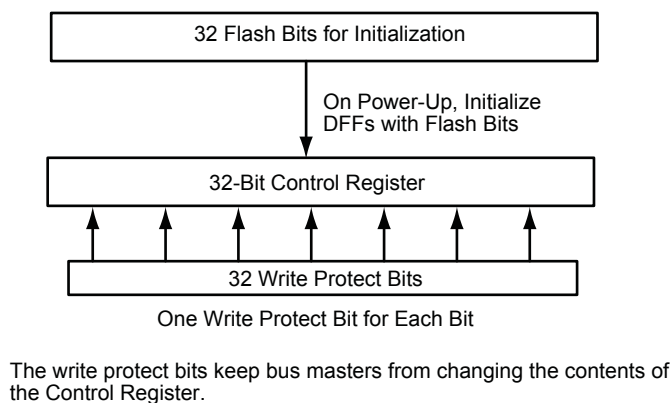 32 Flash Bits for Initialization
On Power-Up, Initialize
DFFs with Flash Bits
32-Bit Control Register
32 Write Protect Bits
One Write Protect Bit for Each Bit
The write protect bits keep bus masters from changing the contents of
the Control Register.